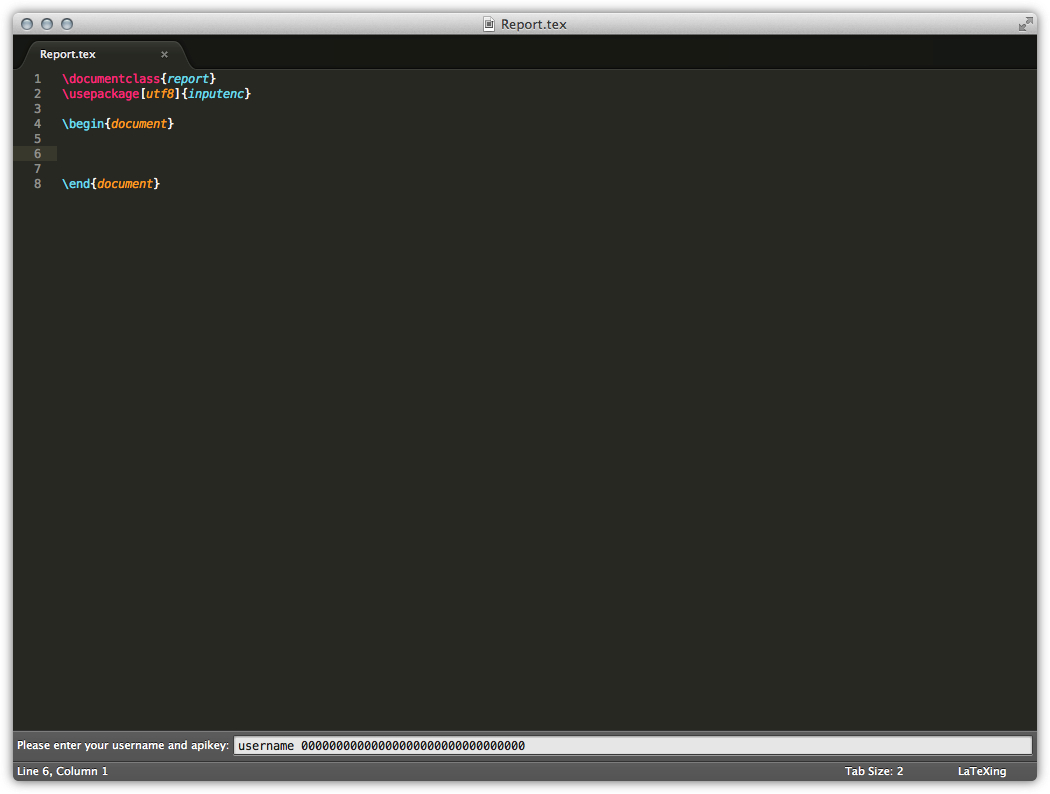 Report.tex
Report.tex ×
1 \documentclass{report}
2 \usepackage[utf8]{inputenc}
3
4 \begin{document}
5
6
7
8 \end{document}
Please enter your username and apikey: username 00000000000000000000000000000000
Line 6, Column 1 Tab Size: 2 LaTeXing